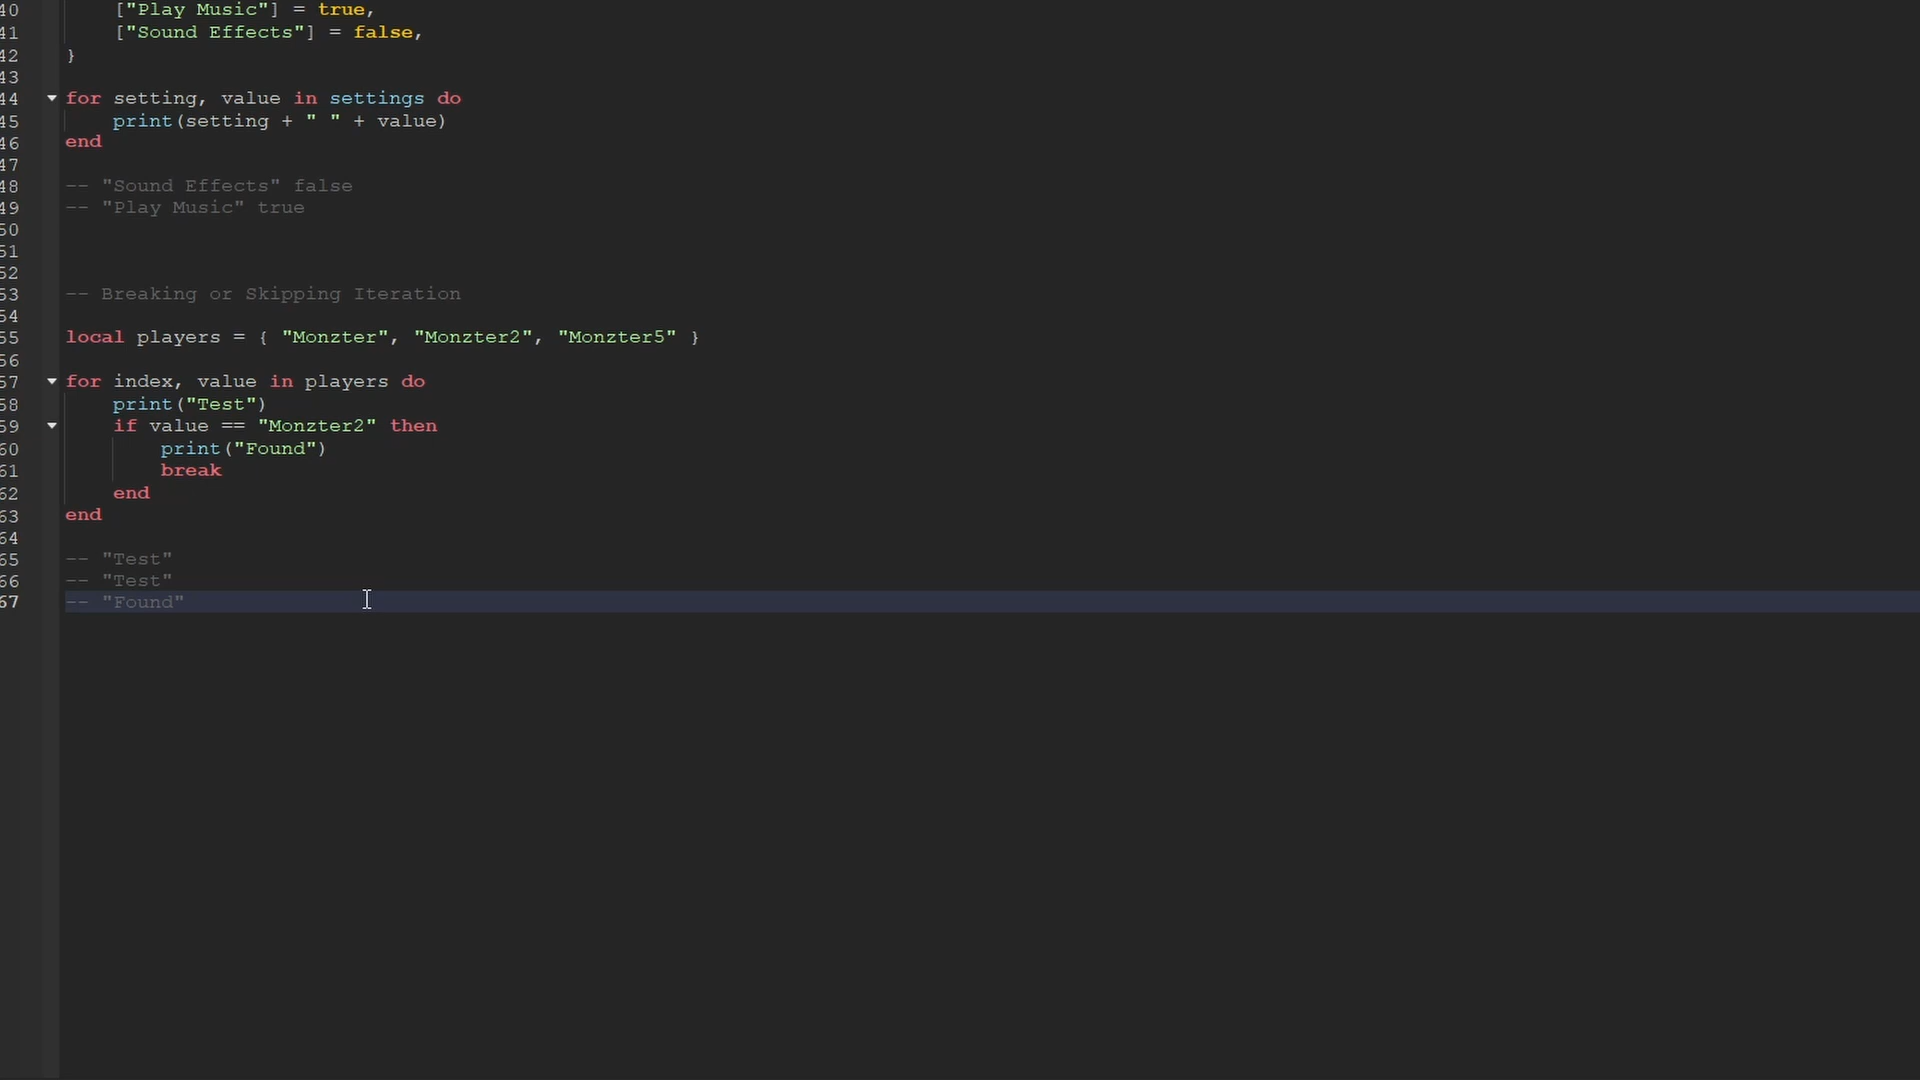 40 ["Play Music"] = true,
41 ["Sound Effects"] = false,
42 }
43
44 for setting, value in settings do
45 print(setting + " " + value)
46 end
47
48 -- "Sound Effects" false
49 -- "Play Music" true
50
51
52
53 -- Breaking or Skipping Iteration
54
55 local players = { "Monzter", "Monzter2", "Monzter5" }
56
57 for index, value in players do
58 print("Test")
59 if value == "Monzter2" then
60 print("Found")
61 break
62 end
63 end
64
65 -- "Test"
66 -- "Test"
67 -- "Found"